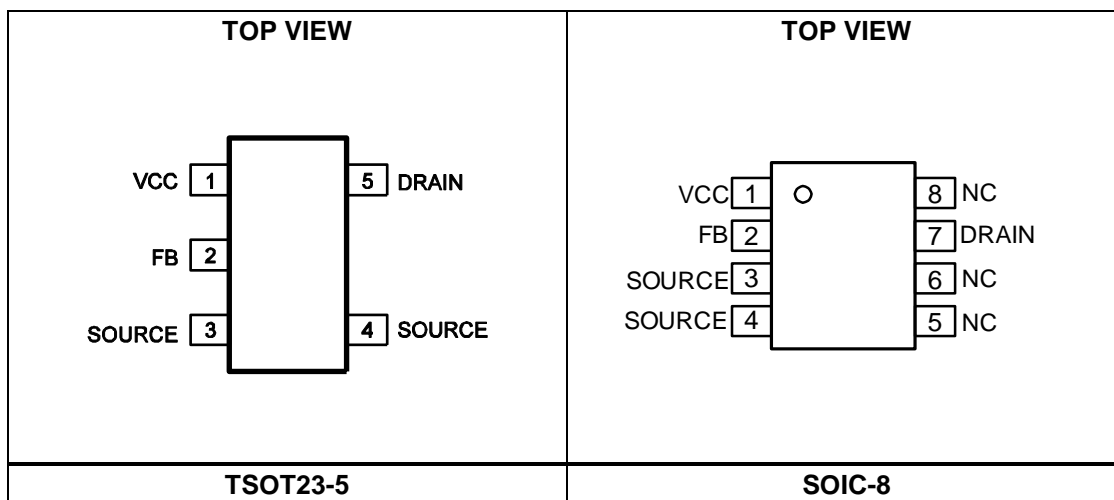 TOP VIEW
VCC 1
5 DRAIN
FB 2
SOURCE 3
4 SOURCE
TSOT23-5
TOP VIEW
VCC 1
8 NC
FB 2
7 DRAIN
SOURCE 3
6 NC
SOURCE 4
5 NC
SOIC-8